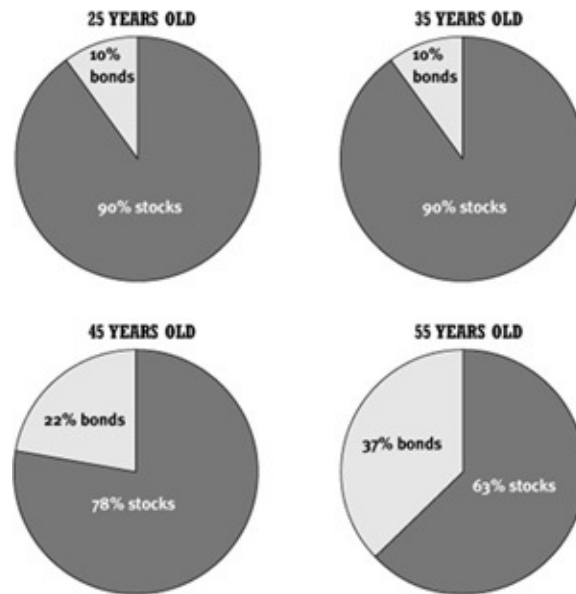 25 YEARS OLD
10%
bonds
90% stocks
35 YEARS OLD
10%
bonds
90% stocks
45 YEARS OLD
22% bonds
78% stocks
55 YEARS OLD
37% bonds
63% stocks